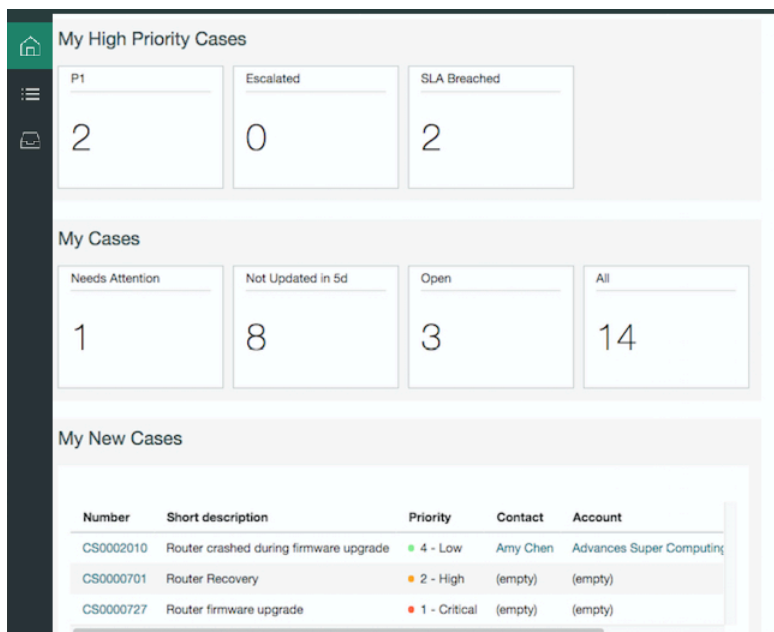 My High Priority Cases
P1 Escalated SLA Breached
2 0 2
My Cases
Needs Attention Not Updated in 5d Open All
1 8 3 14
My New Cases
Number Short description Priority Contact Account
CS0002010 Router crashed during firmware upgrade 4 - Low Amy Chen Advances Super Computing
CS0000701 Router Recovery 2 - High (empty) (empty)
CS0000727 Router firmware upgrade 1 - Critical (empty) (empty)